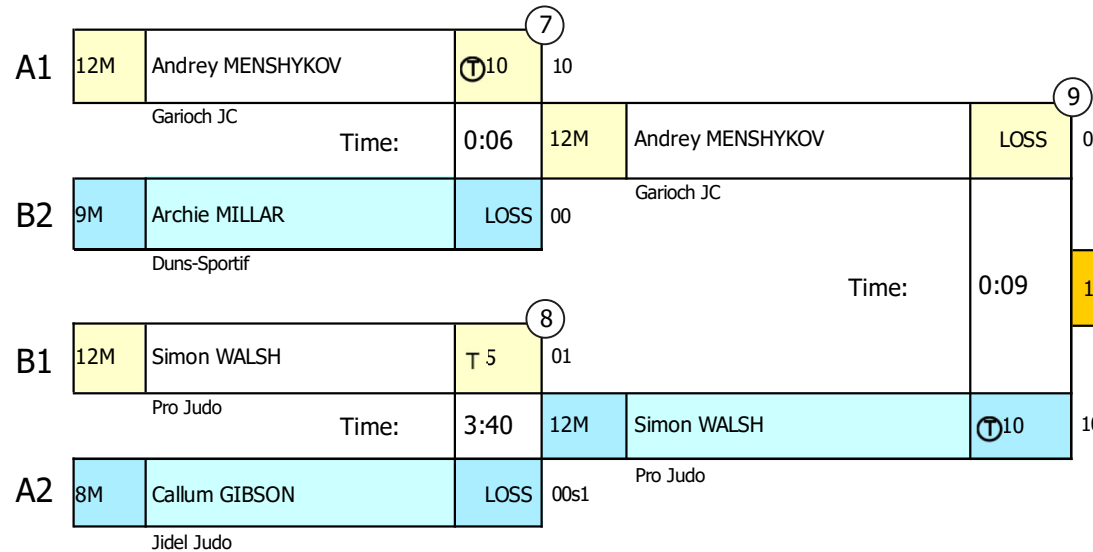 7
A1 12M Andrey MENSHYKOV T10 10
Garioch JC
9
Time: 0:06 12M Andrey MENSHYKOV LOSS 0
Garioch JC
B2 9M Archie MILLAR LOSS 00
Duns-Sportif
Time: 0:09 1
8
B1 12M Simon WALSH T 5 01
Pro Judo
Time: 3:40 12M Simon WALSH T10 10
Pro Judo
A2 8M Callum GIBSON LOSS 00s1
Jidel Judo